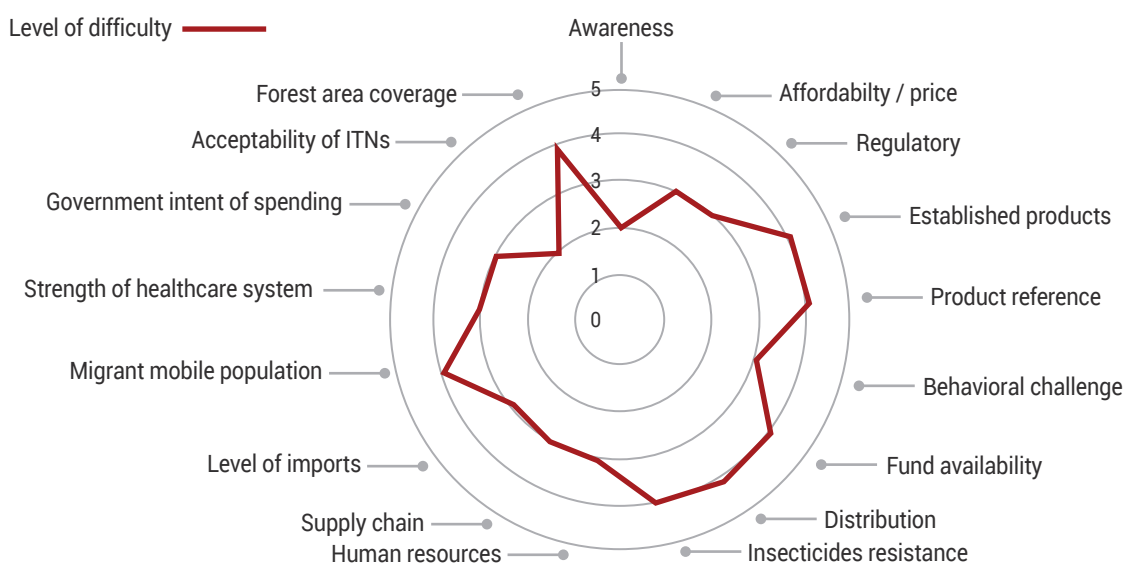 Level of difficulty
Awareness
Forest area coverage
Affordabilty / price
Acceptability of ITNs
Regulatory
Government intent of spending
Established products
Strength of healthcare system
Product reference
Migrant mobile population
Behavioral challenge
Level of imports
Fund availability
Supply chain
Distribution
Human resources
Insecticides resistance
5
4
3
2
1
0